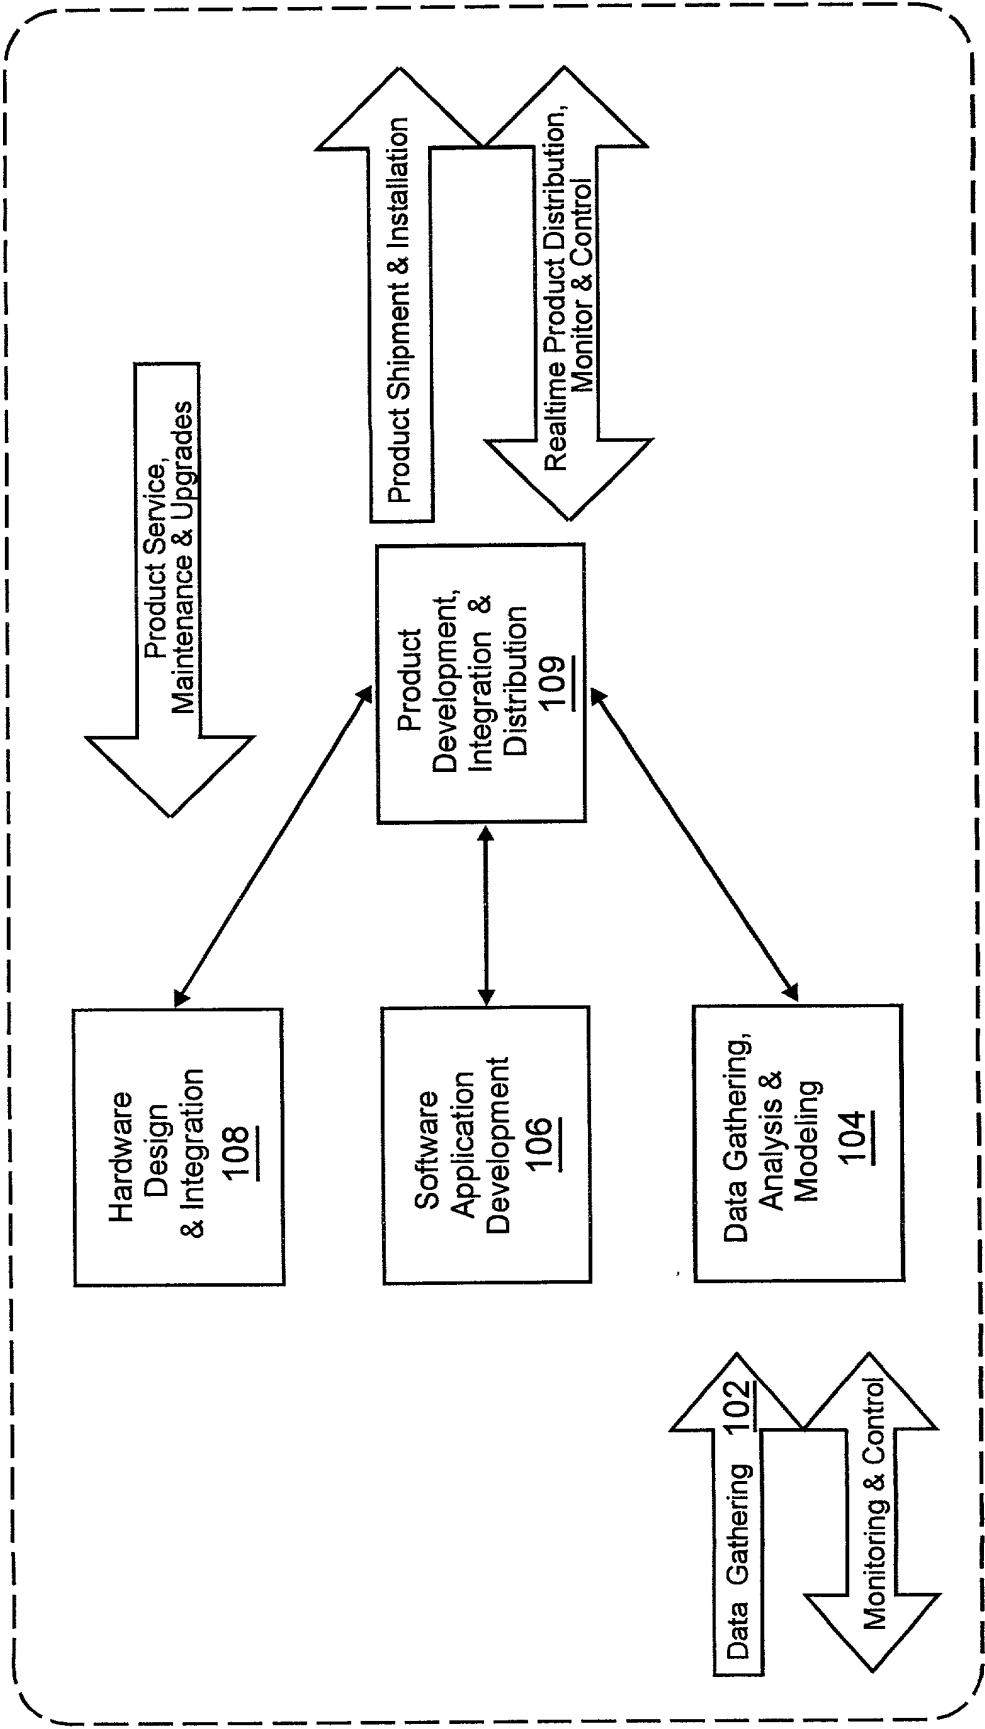 Product Service,
Maintenance & Upgrades
Hardware
Design
& Integration
108
Product Shipment & Installation
Product
Development,
Integration &
Distribution
109
Software
Application
Development
106
Realtime Product Distribution,
Monitor & Control
Data Gathering,
Analysis &
Modeling
104
Data Gathering 102
Monitoring & Control